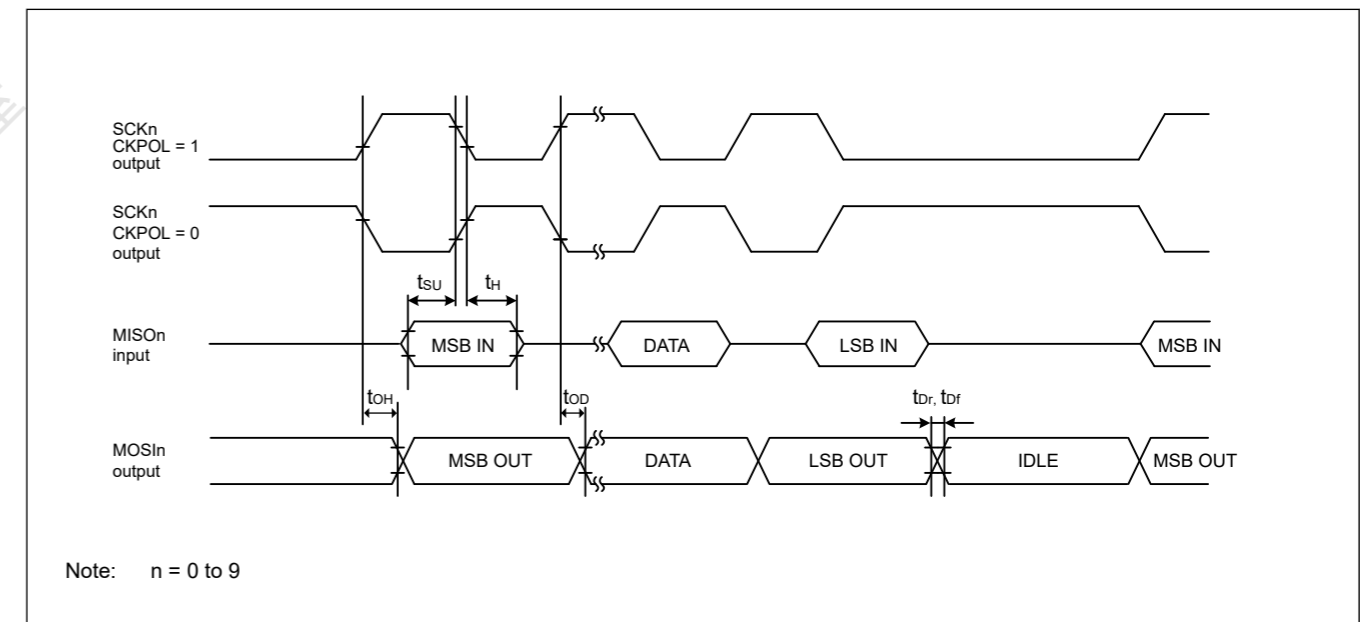 SCKn
CKPOL = 1
output
SCKn
CKPOL = 0
output
tSU
tH
MISOn
input
MSB IN
DATA
LSB IN
MSB IN
tOH
tOD
tDr, tDf
MOSIn
output
MSB OUT
DATA
LSB OUT
IDLE
MSB OUT
Note: n = 0 to 9